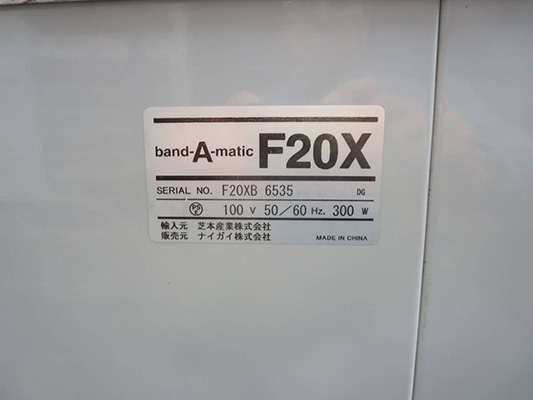 band-A-matic F20X
SERIAL NO. F20XB 6535 DG
PSE 100 V 50/60 Hz. 300 W
輸入元 芝本産業株式会社
販売元 ナイガイ株式会社 MADE IN CHINA